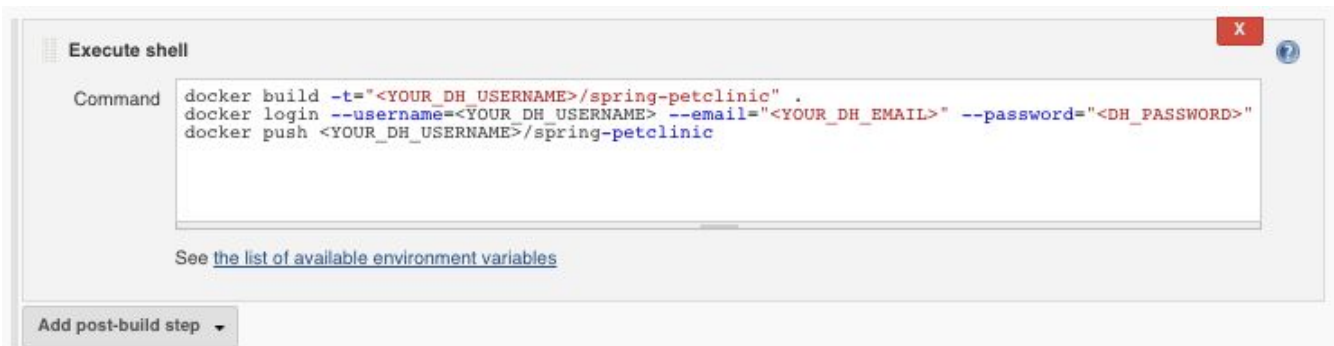 X
Execute shell
?
Command
docker build -t="<YOUR_DH_USERNAME>/spring-petclinic" .
docker login --username=<YOUR_DH_USERNAME> --email="<YOUR_DH_EMAIL>" --password="<DH_PASSWORD>"
docker push <YOUR_DH_USERNAME>/spring-petclinic
See the list of available environment variables
Add post-build step